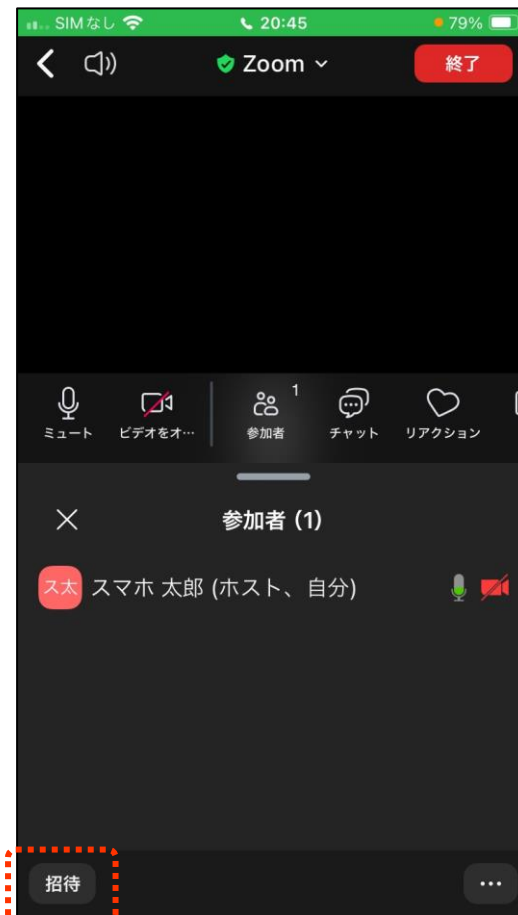 SIMなし 20:45 79%
Zoom 終了
1
ミュート ビデオをオ… 参加者 チャット リアクション
参加者 (1)
ス太 スマホ 太郎 (ホスト、自分)
招待 …